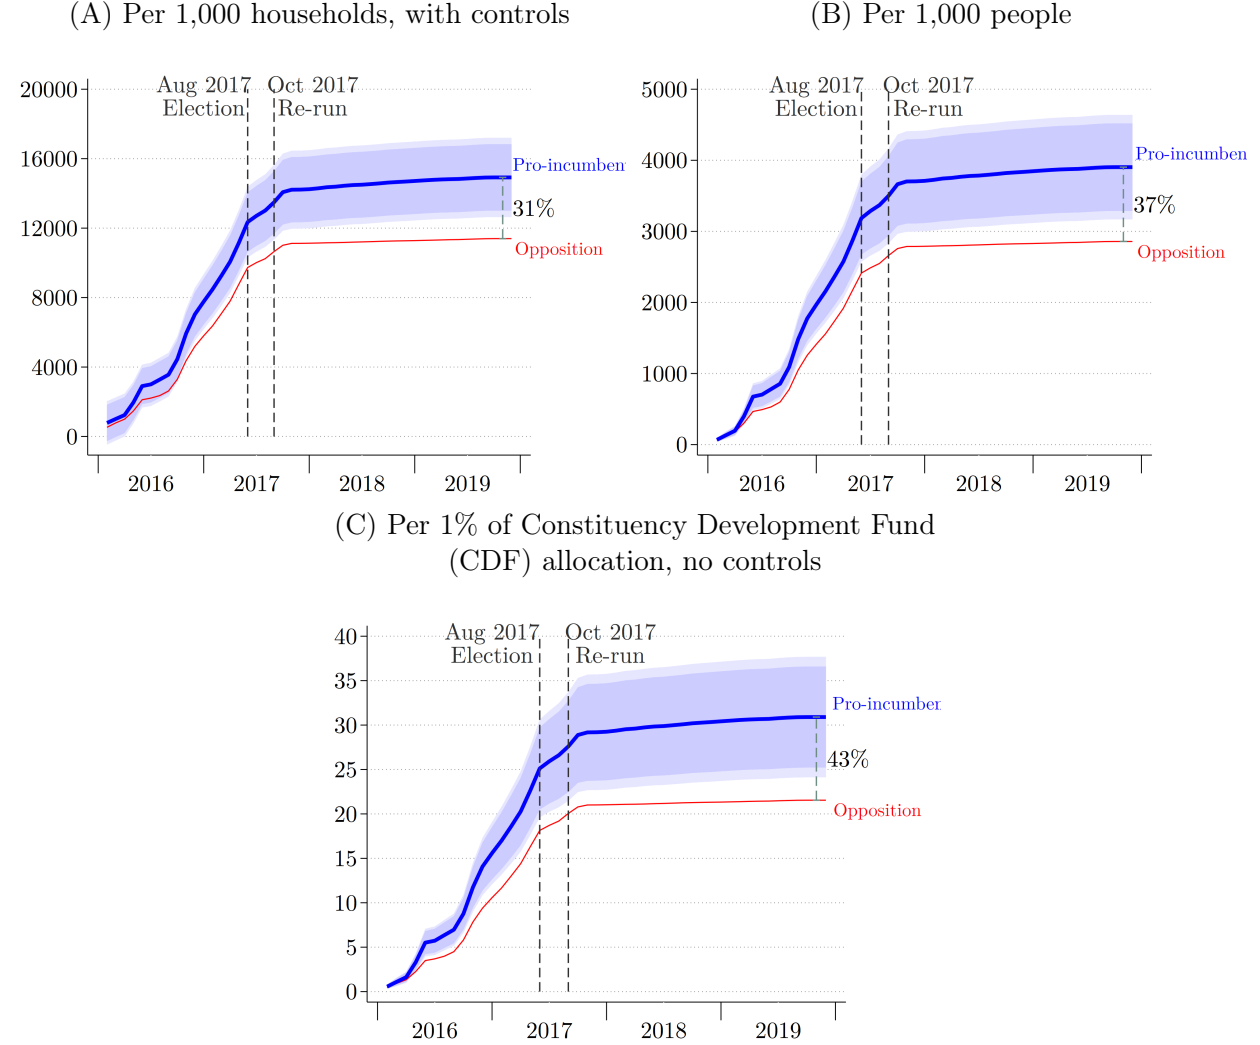 (A) Per 1,000 households, with controls
20000
16000
12000
8000
4000
0
Aug 2017
Election
Oct 2017
Re-run
Pro-incumben
31%
Opposition
2016 2017 2018 2019
(B) Per 1,000 people
5000
4000
3000
2000
1000
0
Aug 2017
Election
Oct 2017
Re-run
Pro-incumben
37%
Opposition
2016 2017 2018 2019
(C) Per 1% of Constituency Development Fund
(CDF) allocation, no controls
40
35
30
25
20
15
10
5
0
Aug 2017
Election
Oct 2017
Re-run
Pro-incumber
43%
Opposition
2016 2017 2018 2019